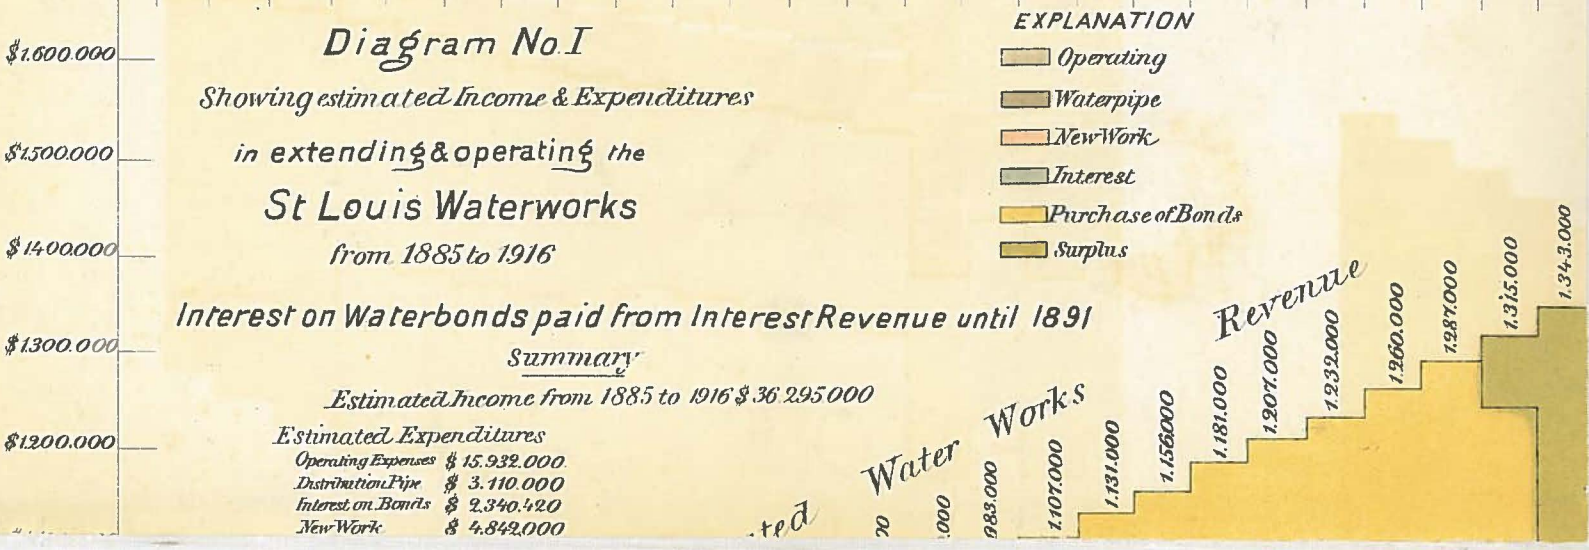 Diagram No. I
Showing estimated Income & Expenditures
in extending & operating the
St Louis Waterworks
from 1885 to 1916
Interest on Waterbonds paid from Interest Revenue until 1891
Summary
Estimated Income from 1885 to 1916 $ 36.295.000
Estimated Expenditures
Operating Expenses $ 15.932.000.
Distribution Pipe $ 3.110.000
Interest on Bonds $ 2,340.420
New Work $ 4.842,000
EXPLANATION
Operating
Waterpipe
New Work
Interest
Purchase of Bonds
Surplus
$1.600.000
$1.500.000
$1.400.000
$1.300.000
$1.200.000
Water Works Revenue
983.000
1.107.000
1.131.000
1.156.000
1.181.000
1.207.000
1.232.000
1.260.000
1.287.000
1.315.000
1.343.000